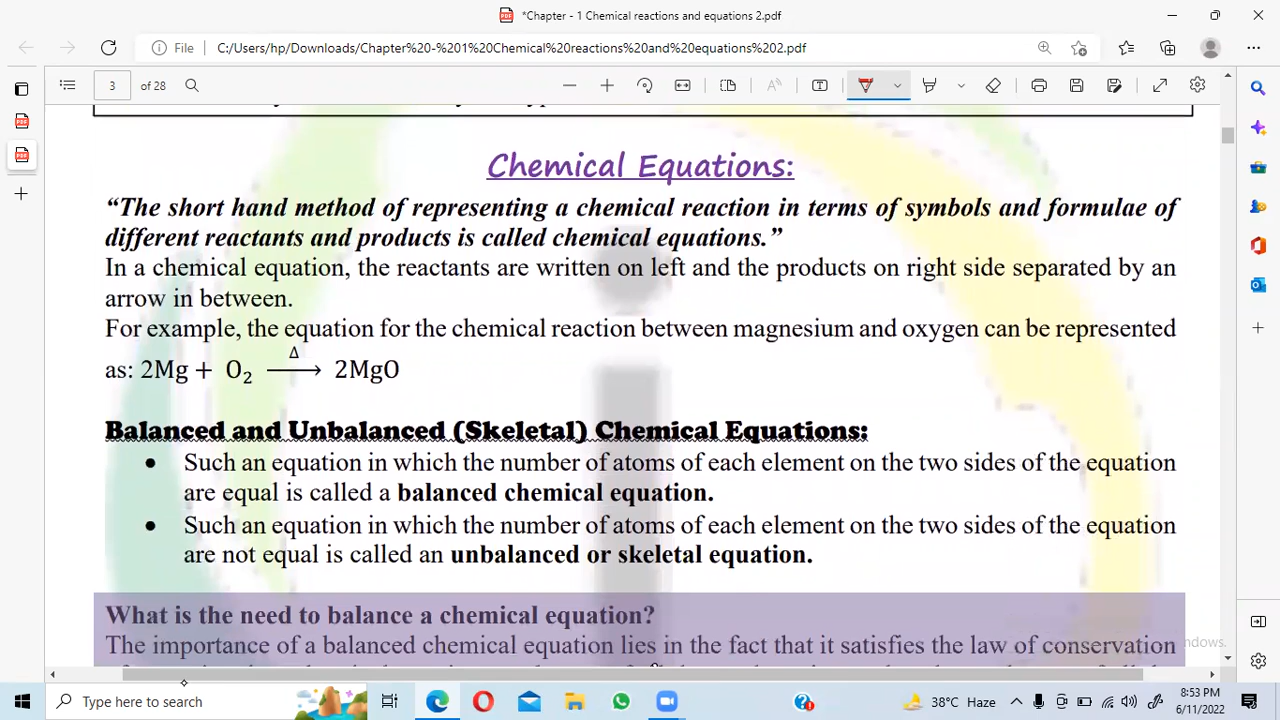 *Chapter - 1 Chemical reactions and equations 2.pdf
File C:/Users/hp/Downloads/Chapter%20-%201%20Chemical%20reactions%20and%20equations%202.pdf
3 of 28
Chemical Equations:
“The short hand method of representing a chemical reaction in terms of symbols and formulae of
different reactants and products is called chemical equations.”
In a chemical equation, the reactants are written on left and the products on right side separated by an
arrow in between.
For example, the equation for the chemical reaction between magnesium and oxygen can be represented
as: 2Mg + O₂ —Δ→ 2MgO
Balanced and Unbalanced (Skeletal) Chemical Equations:
• Such an equation in which the number of atoms of each element on the two sides of the equation
are equal is called a balanced chemical equation.
• Such an equation in which the number of atoms of each element on the two sides of the equation
are not equal is called an unbalanced or skeletal equation.
What is the need to balance a chemical equation?
The importance of a balanced chemical equation lies in the fact that it satisfies the law of conservation
ndows.
Type here to search
38°C Haze
8:53 PM
6/11/2022